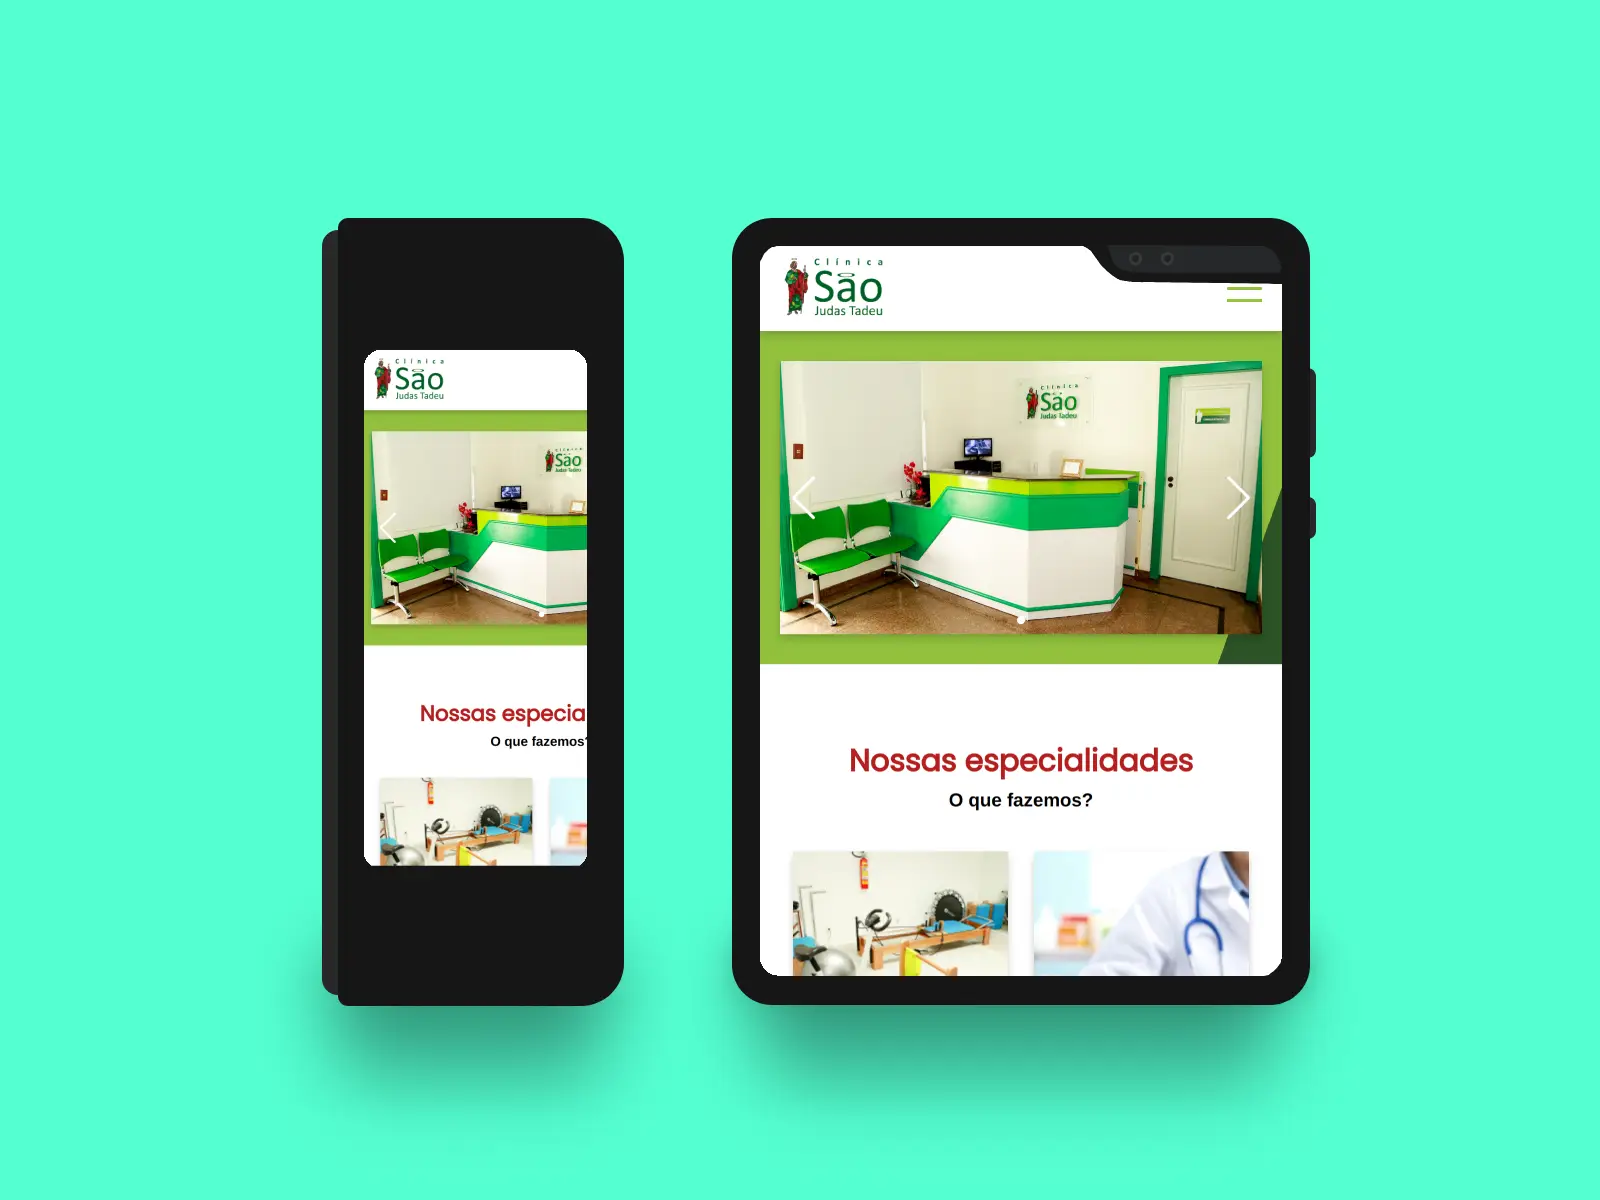 Clínica
São
Judas Tadeu
Clínica
São
Judas Tadeu
Nossas especia
O que fazemos?
Clínica
São
Judas Tadeu
Clínica
São
Judas Tadeu
Nossas especialidades
O que fazemos?